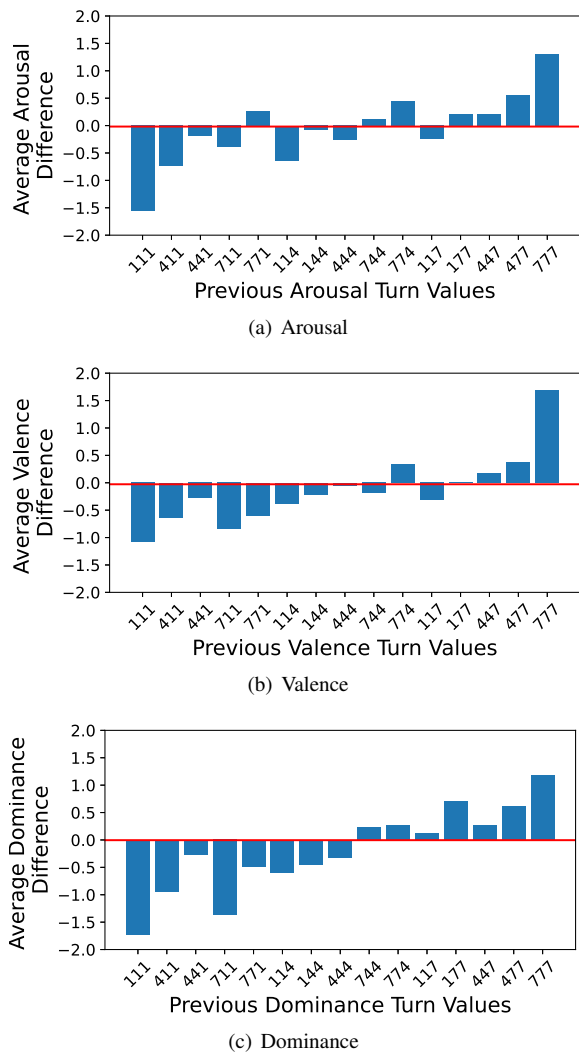 Average Arousal
Difference
2.0
1.5
1.0
0.5
0.0
−0.5
−1.0
−1.5
−2.0
111 411 441 711 771 114 144 444 744 774 117 177 447 477 777
Previous Arousal Turn Values
(a) Arousal
Average Valence
Difference
2.0
1.5
1.0
0.5
0.0
−0.5
−1.0
−1.5
−2.0
111 411 441 711 771 114 144 444 744 774 117 177 447 477 777
Previous Valence Turn Values
(b) Valence
Average Dominance
Difference
2.0
1.5
1.0
0.5
0.0
−0.5
−1.0
−1.5
−2.0
111 411 441 711 771 114 144 444 744 774 117 177 447 477 777
Previous Dominance Turn Values
(c) Dominance